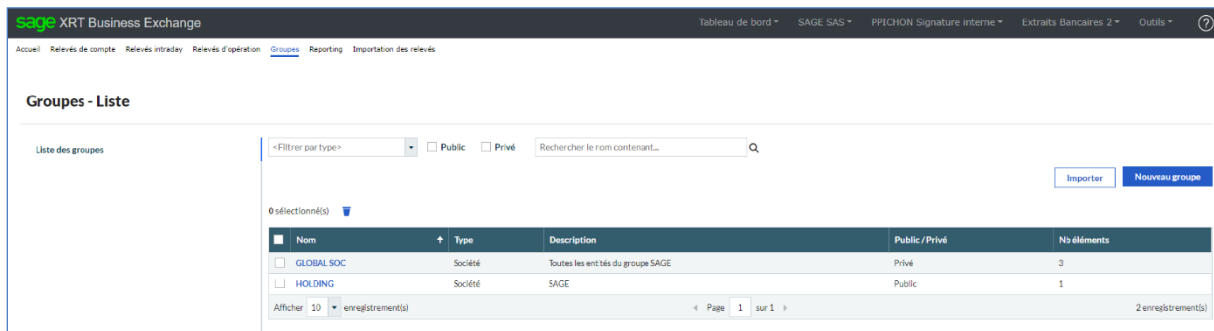 sage XRT Business Exchange Tableau de bord SAGE SAS PPICHON Signature interne Extraits Bancaires 2 Outils ?
Accueil Relevés de compte Relevés intraday Relevés d'opération Groupes Reporting Importation des relevés
Groupes - Liste
Liste des groupes <Filtrer par type> Public Privé Rechercher le nom contenant...
Importer Nouveau groupe
0 sélectionné(s)
Nom Type Description Public / Privé Nb éléments
GLOBAL SOC Société Toutes les entités du groupe SAGE Privé 3
HOLDING Société SAGE Public 1
Afficher 10 enregistrement(s) Page 1 sur 1 2 enregistrement(s)